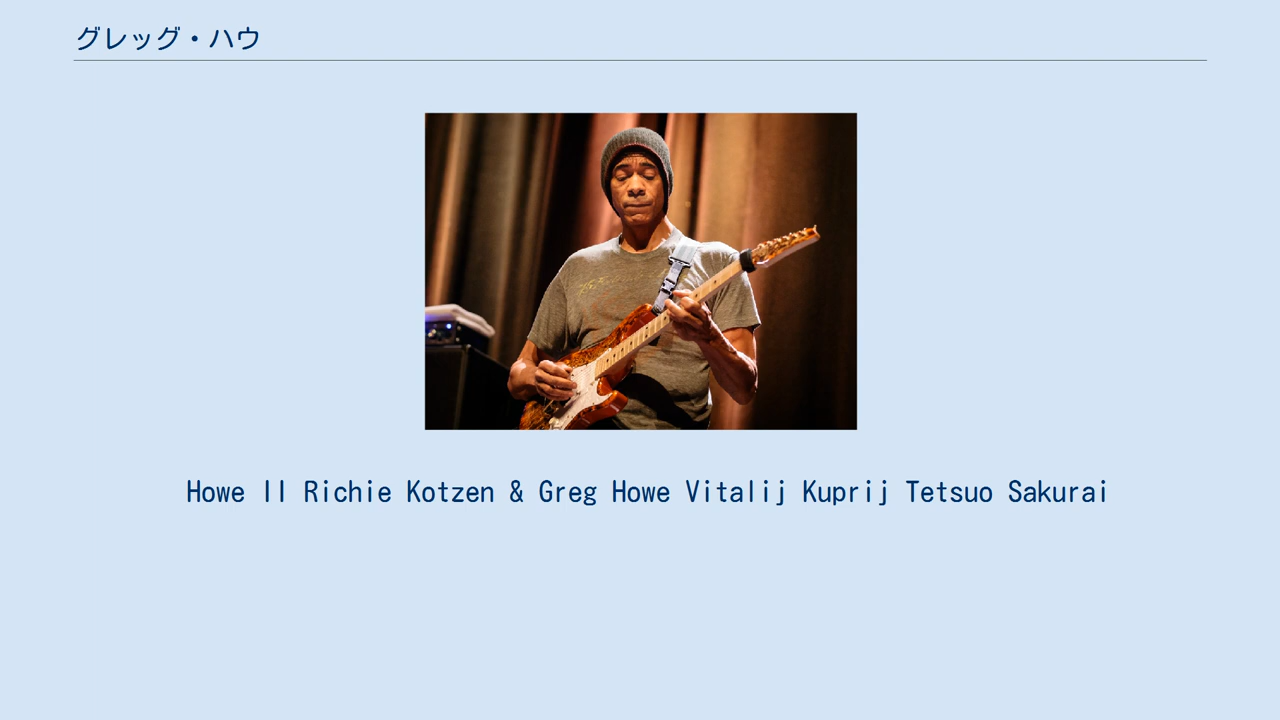 グレッグ・ハウ
Howe II Richie Kotzen & Greg Howe Vitalij Kuprij Tetsuo Sakurai